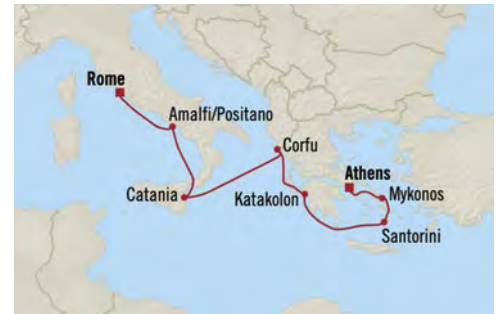 Rome
Amalfi/Positano
Corfu
Athens
Catania
Katakolon
Mykonos
Santorini